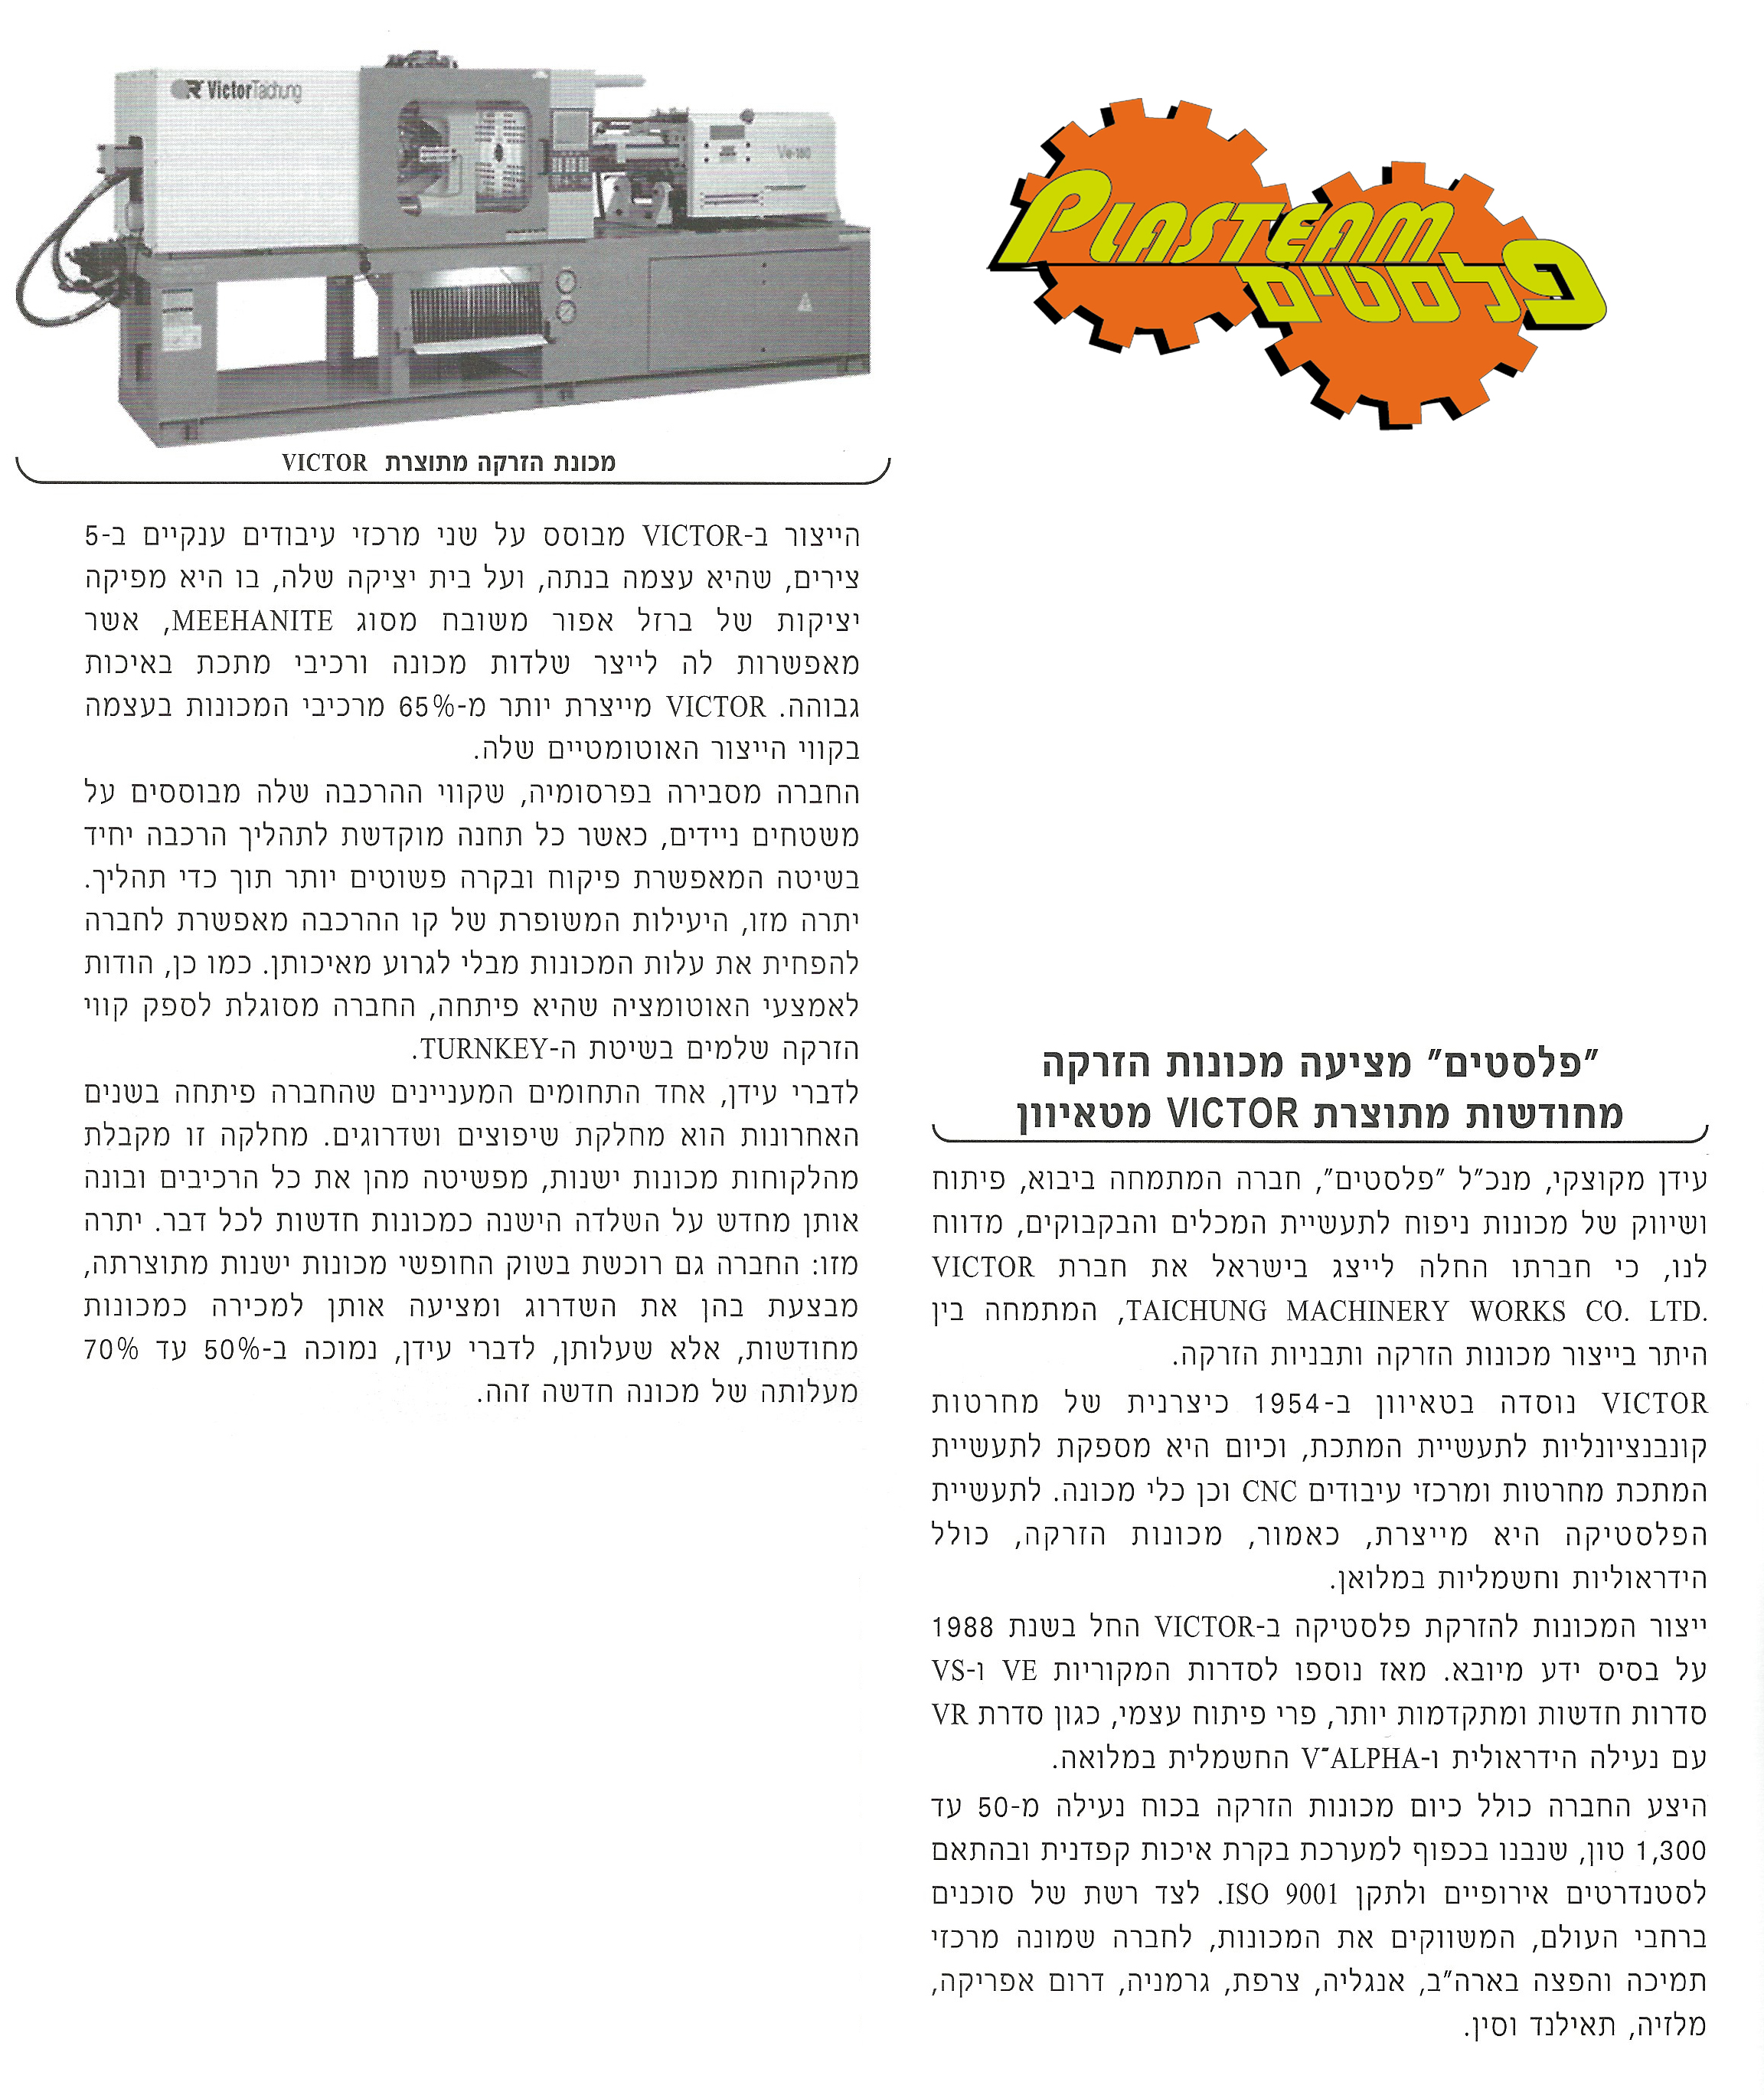 PLASTEAM
פלסטים
"פלסטים" מציעה מכונות הזרקה
מחודשות מתוצרת VICTOR מטאיוון
עידן מקוצקי, מנכ"ל "פלסטים", חברה המתמחה ביבוא, פיתוח
ושיווק של מכונות ניפוח לתעשיית המכלים והבקבוקים, מדווח
לנו, כי חברתו החלה לייצג בישראל את חברת VICTOR
TAICHUNG MACHINERY WORKS CO. LTD., המתמחה בין
היתר בייצור מכונות הזרקה ותבניות הזרקה.
VICTOR נוסדה בטאיוון ב-1954 כיצרנית של מחרטות
קונבנציונליות לתעשיית המתכת, וכיום היא מספקת לתעשיית
המתכת מחרטות ומרכזי עיבודים CNC וכן כלי מכונה. לתעשיית
הפלסטיקה היא מייצרת, כאמור, מכונות הזרקה, כולל
הידראוליות וחשמליות במלואן.
ייצור המכונות להזרקת פלסטיקה ב-VICTOR החל בשנת 1988
על בסיס ידע מיובא. מאז נוספו לסדרות המקוריות VE ו-VS
סדרות חדשות ומתקדמות יותר, פרי פיתוח עצמי, כגון סדרת VR
עם נעילה הידראולית ו-V-ALPHA החשמלית במלואה.
היצע החברה כולל כיום מכונות הזרקה בכוח נעילה מ-50 עד
1,300 טון, שנבנו בכפוף למערכת בקרת איכות קפדנית ובהתאם
לסטנדרטים אירופיים ולתקן ISO 9001. לצד רשת של סוכנים
ברחבי העולם, המשווקים את המכונות, לחברה שמונה מרכזי
תמיכה והפצה בארה"ב, אנגליה, צרפת, גרמניה, דרום אפריקה,
מלזיה, תאילנד וסין.
VictorTaichung
Ve-180
מכונת הזרקה מתוצרת VICTOR
הייצור ב-VICTOR מבוסס על שני מרכזי עיבודים ענקיים ב-5
צירים, שהיא עצמה בנתה, ועל בית יציקה שלה, בו היא מפיקה
יציקות של ברזל אפור משובח מסוג MEEHANITE, אשר
מאפשרות לה לייצר שלדות מכונה ורכיבי מתכת באיכות
גבוהה. VICTOR מייצרת יותר מ-65% מרכיבי המכונות בעצמה
בקווי הייצור האוטומטיים שלה.
החברה מסבירה בפרסומיה, שקווי ההרכבה שלה מבוססים על
משטחים ניידים, כאשר כל תחנה מוקדשת לתהליך הרכבה יחיד
בשיטה המאפשרת פיקוח ובקרה פשוטים יותר תוך כדי תהליך.
יתרה מזו, היעילות המשופרת של קו ההרכבה מאפשרת לחברה
להפחית את עלות המכונות מבלי לגרוע מאיכותן. כמו כן, הודות
לאמצעי האוטומציה שהיא פיתחה, החברה מסוגלת לספק קווי
הזרקה שלמים בשיטת ה-TURNKEY.
לדברי עידן, אחד התחומים המעניינים שהחברה פיתחה בשנים
האחרונות הוא מחלקת שיפוצים ושדרוגים. מחלקה זו מקבלת
מהלקוחות מכונות ישנות, מפשיטה מהן את כל הרכיבים ובונה
אותן מחדש על השלדה הישנה כמכונות חדשות לכל דבר. יתרה
מזו: החברה גם רוכשת בשוק החופשי מכונות ישנות מתוצרתה,
מבצעת בהן את השדרוג ומציעה אותן למכירה כמכונות
מחודשות, אלא שעלותן, לדברי עידן, נמוכה ב-50% עד 70%
מעלותה של מכונה חדשה זהה.